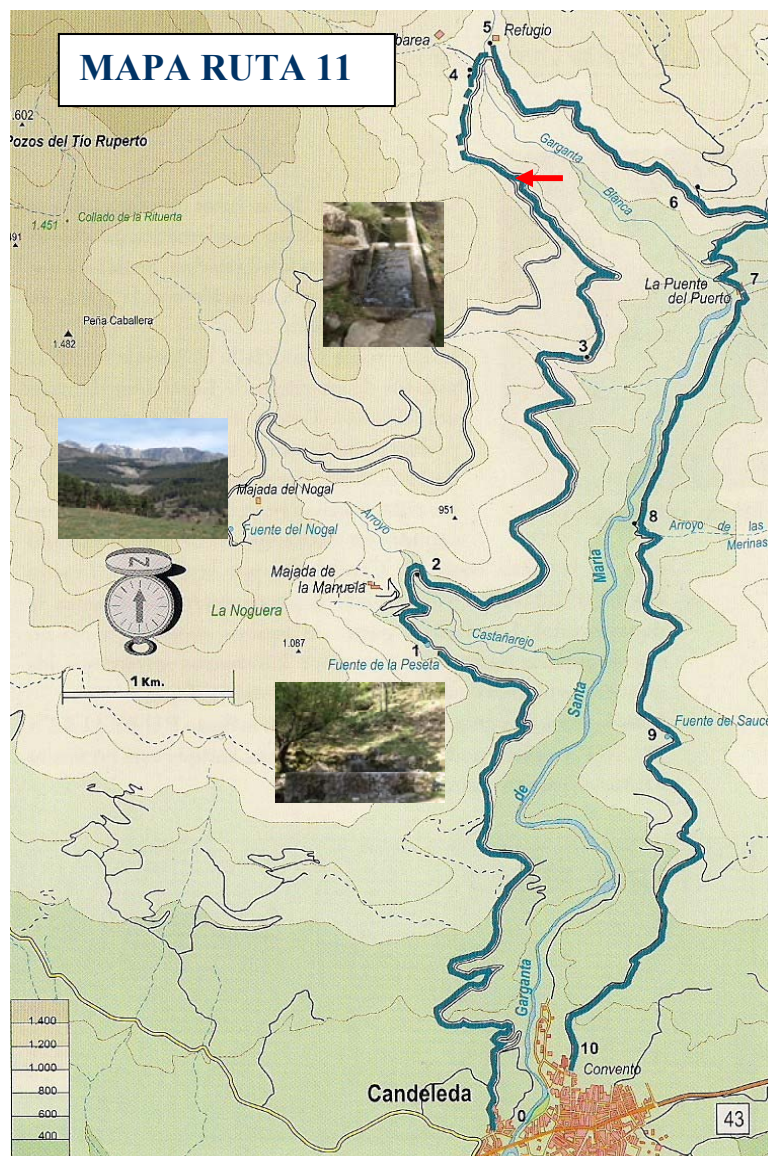 MAPA RUTA 11
5
Refugio
barea
4
.602
Pozos del Tío Ruperto
Garganta
Blanca
6
1.451
Collado de la Rituerta
491
7
La Puente
del Puerto
Peña Caballera
1.482
3
Majada del Nogal
951
Arroyo
8
Arroyo de las
Merinas
Fuente del Nogal
2
Majada de
la Manuela
María
N
La Noguera
Castañarejo
1.087
1
Fuente de la Peseta
1 Km.
Santa
Fuente del Sauce
9
de
Garganta
1.400
1.200
1.000
800
600
400
10
Convento
Candeleda
0
43